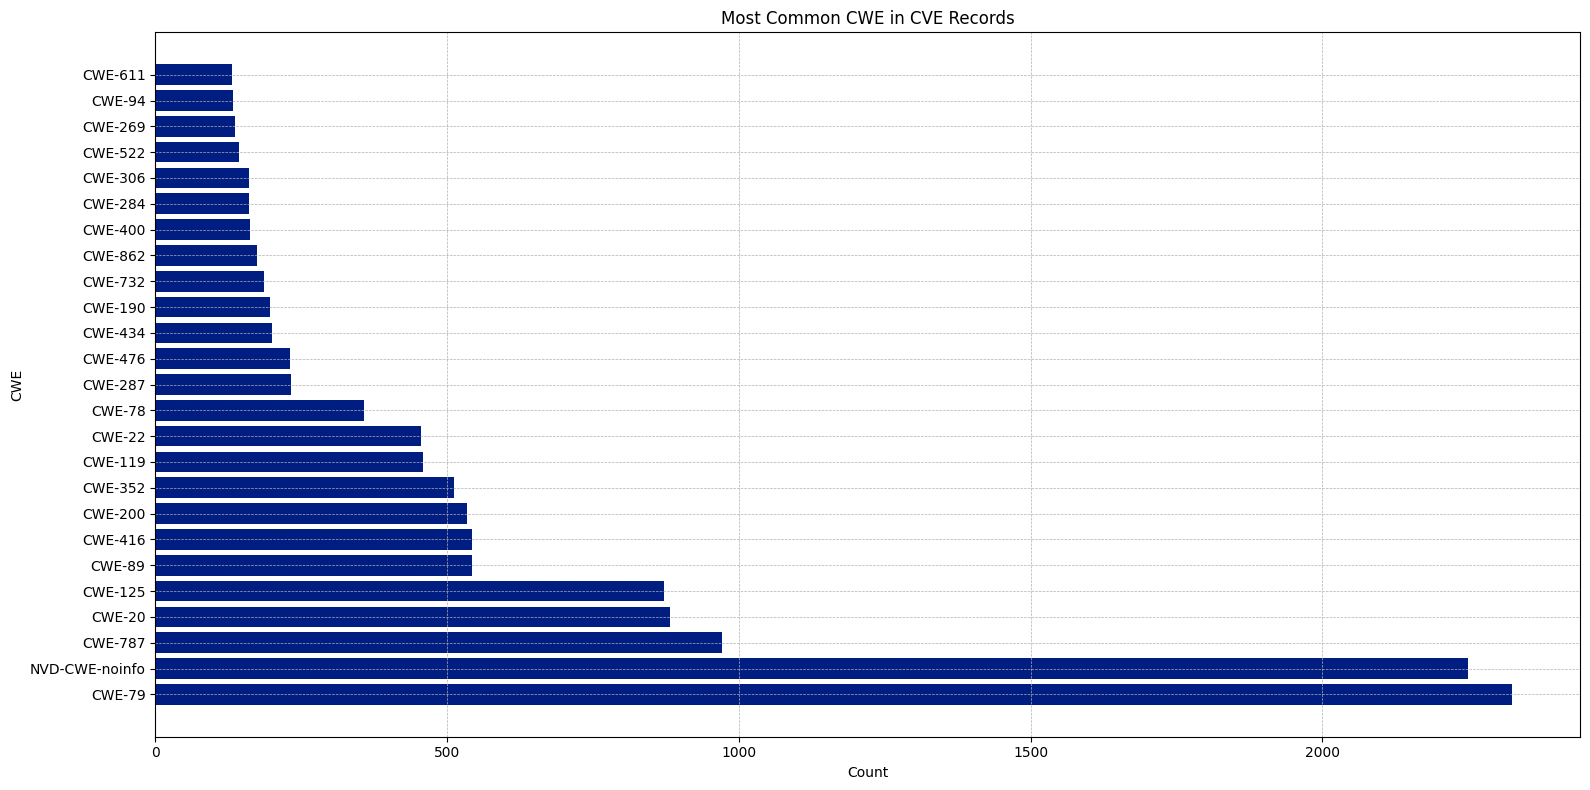 Most Common CWE in CVE Records
CWE
CWE-611
CWE-94
CWE-269
CWE-522
CWE-306
CWE-284
CWE-400
CWE-862
CWE-732
CWE-190
CWE-434
CWE-476
CWE-287
CWE-78
CWE-22
CWE-119
CWE-352
CWE-200
CWE-416
CWE-89
CWE-125
CWE-20
CWE-787
NVD-CWE-noinfo
CWE-79
0 500 1000 1500 2000
Count